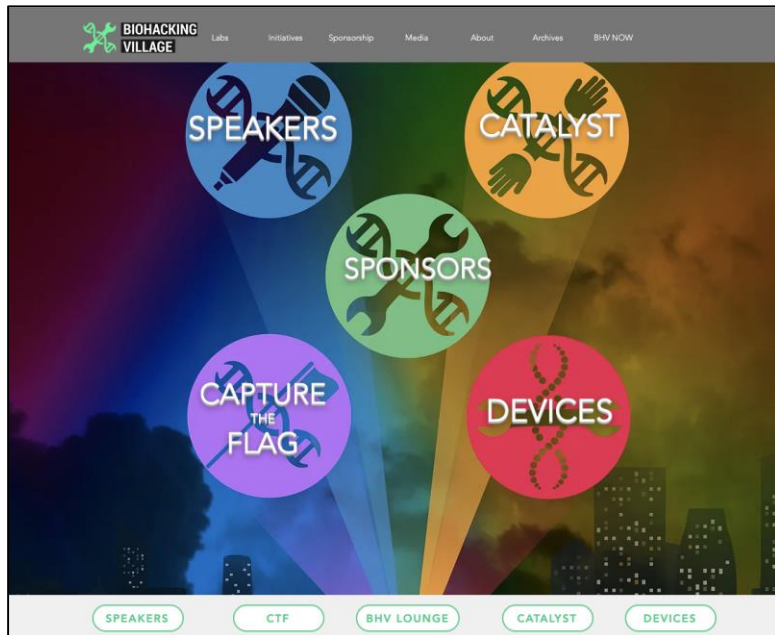 BIOHACKING
VILLAGE
Labs Initiatives Sponsorship Media About Archives BHV NOW
SPEAKERS CATALYST
SPONSORS
CAPTURE
THE
FLAG
DEVICES
SPEAKERS CTF BHV LOUNGE CATALYST DEVICES